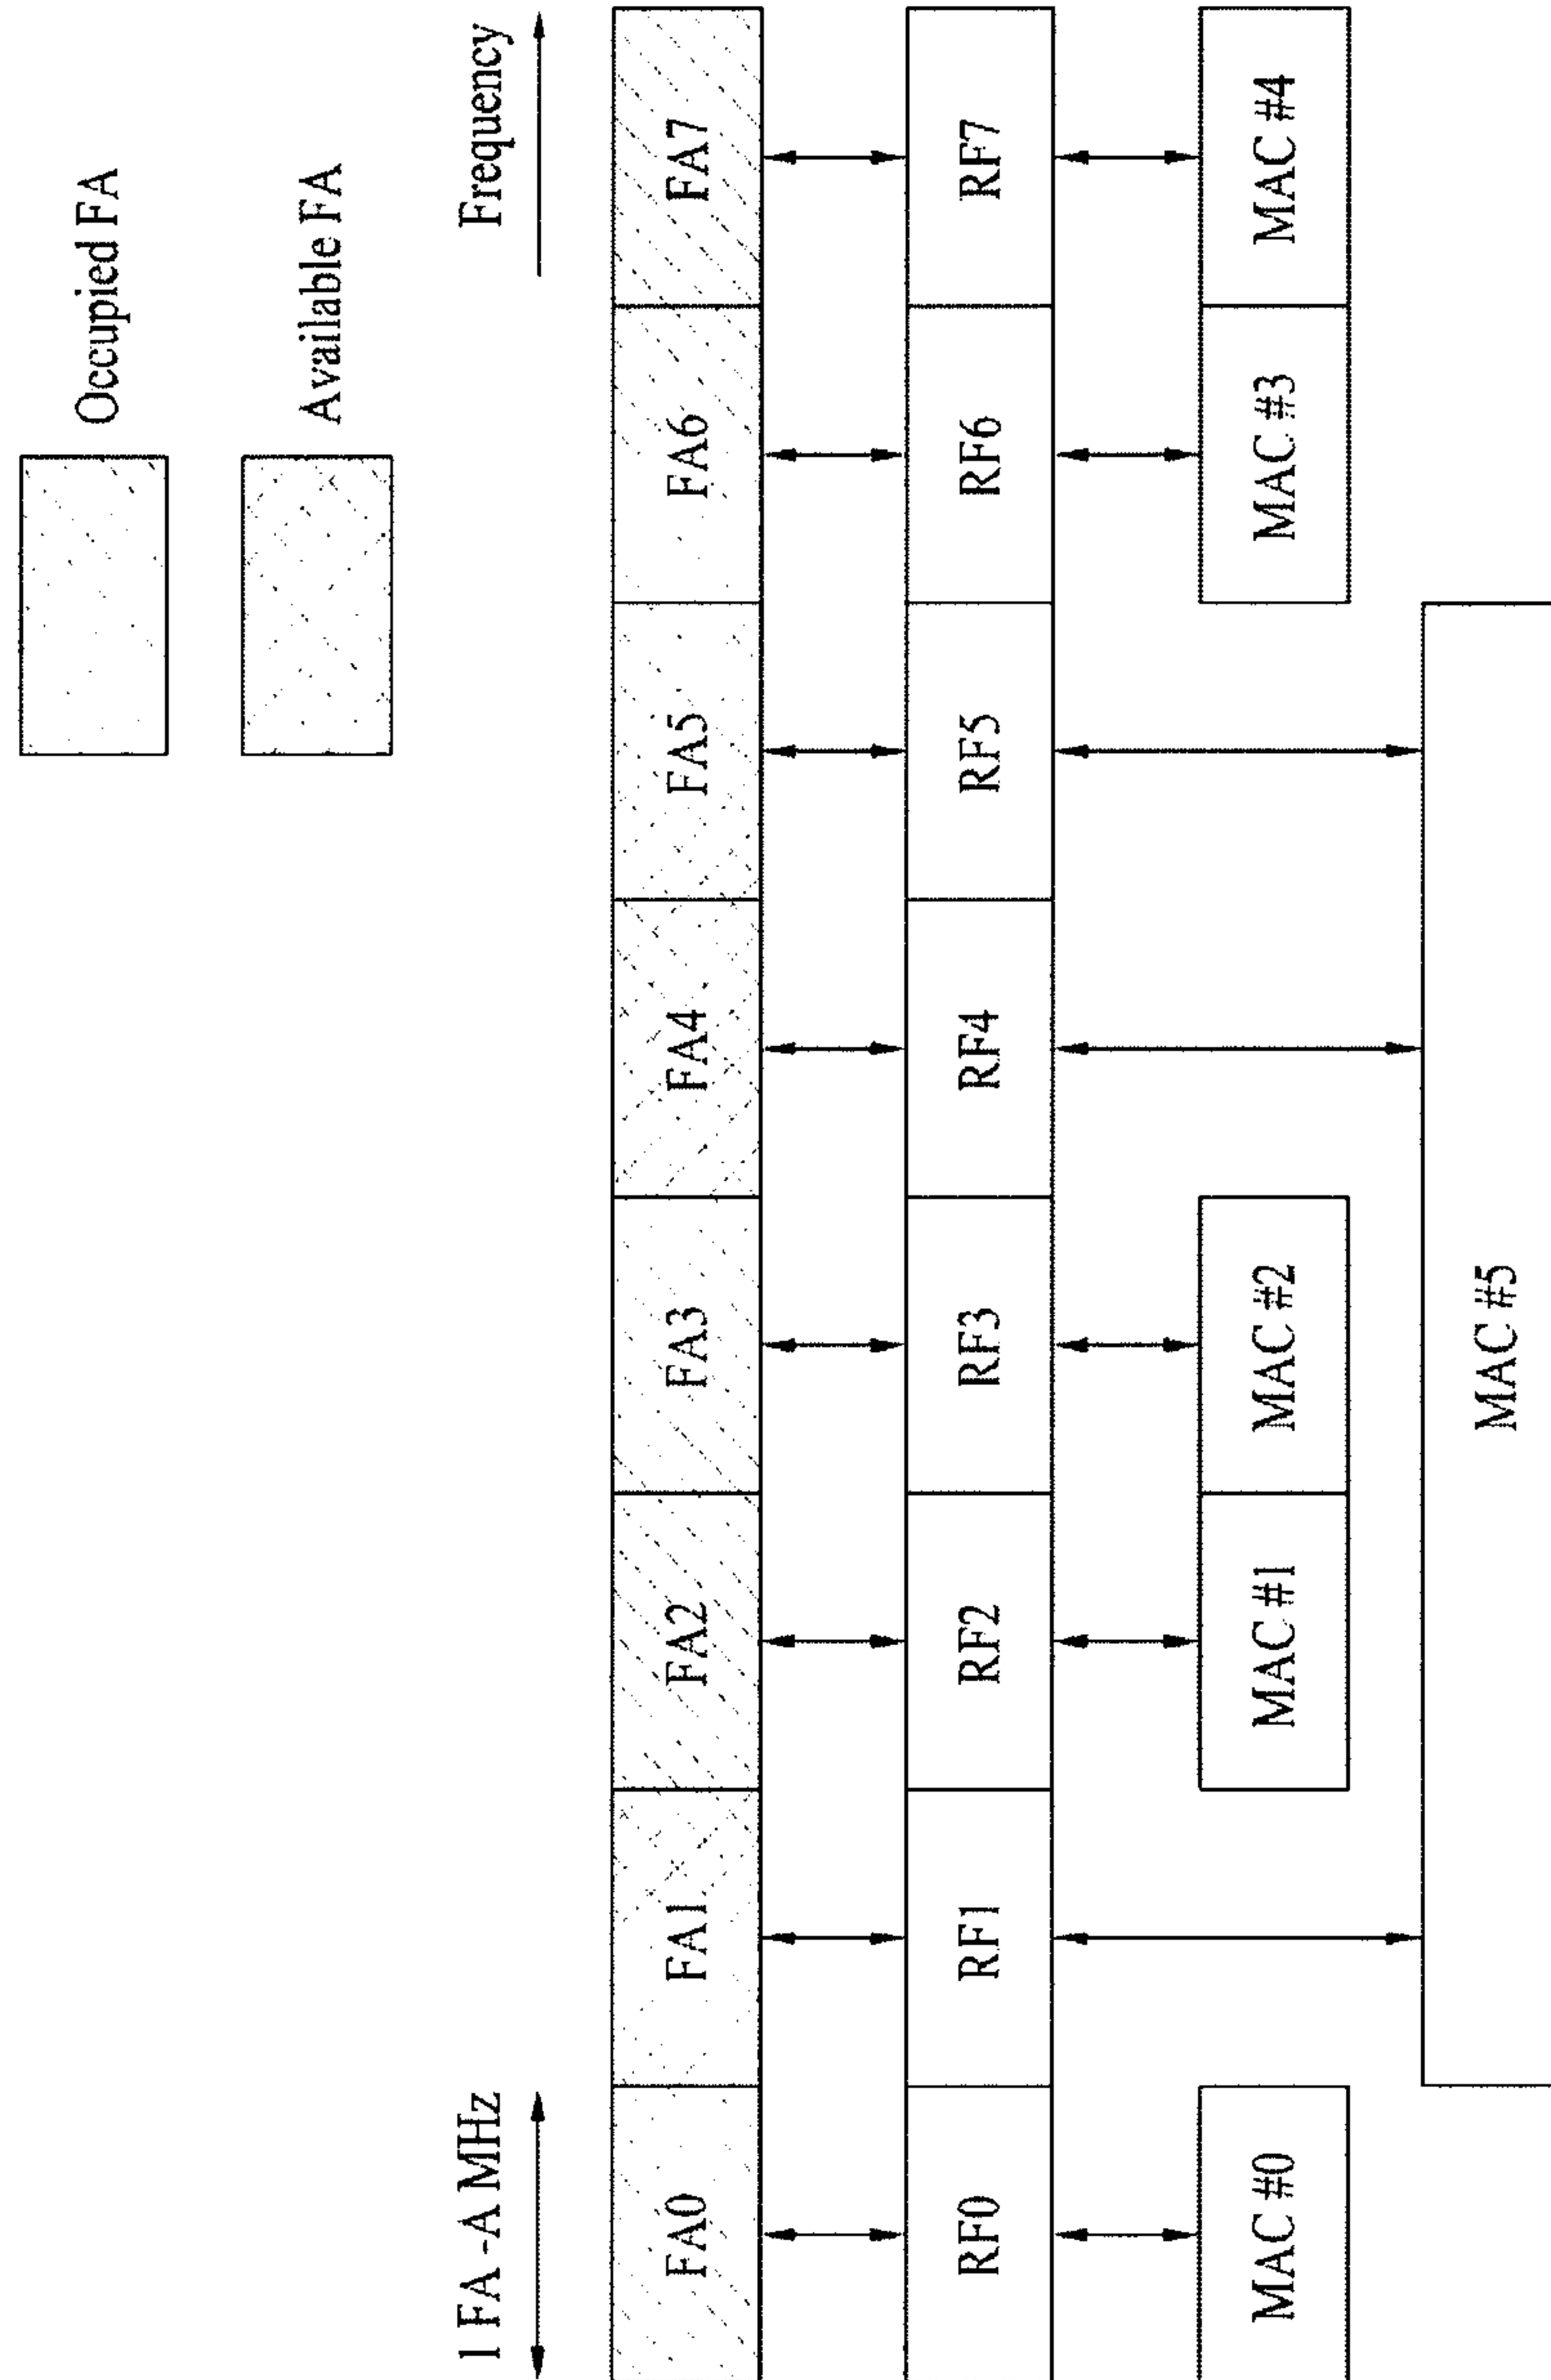 Occupied FA
Available FA
1 FA -A MHz
Frequency
FA0
FA1
FA2
FA3
FA4
FA5
FA6
FA7
RF0
RF1
RF2
RF3
RF4
RF5
RF6
RF7
MAC #0
MAC #1
MAC #2
MAC #3
MAC #4
MAC #5